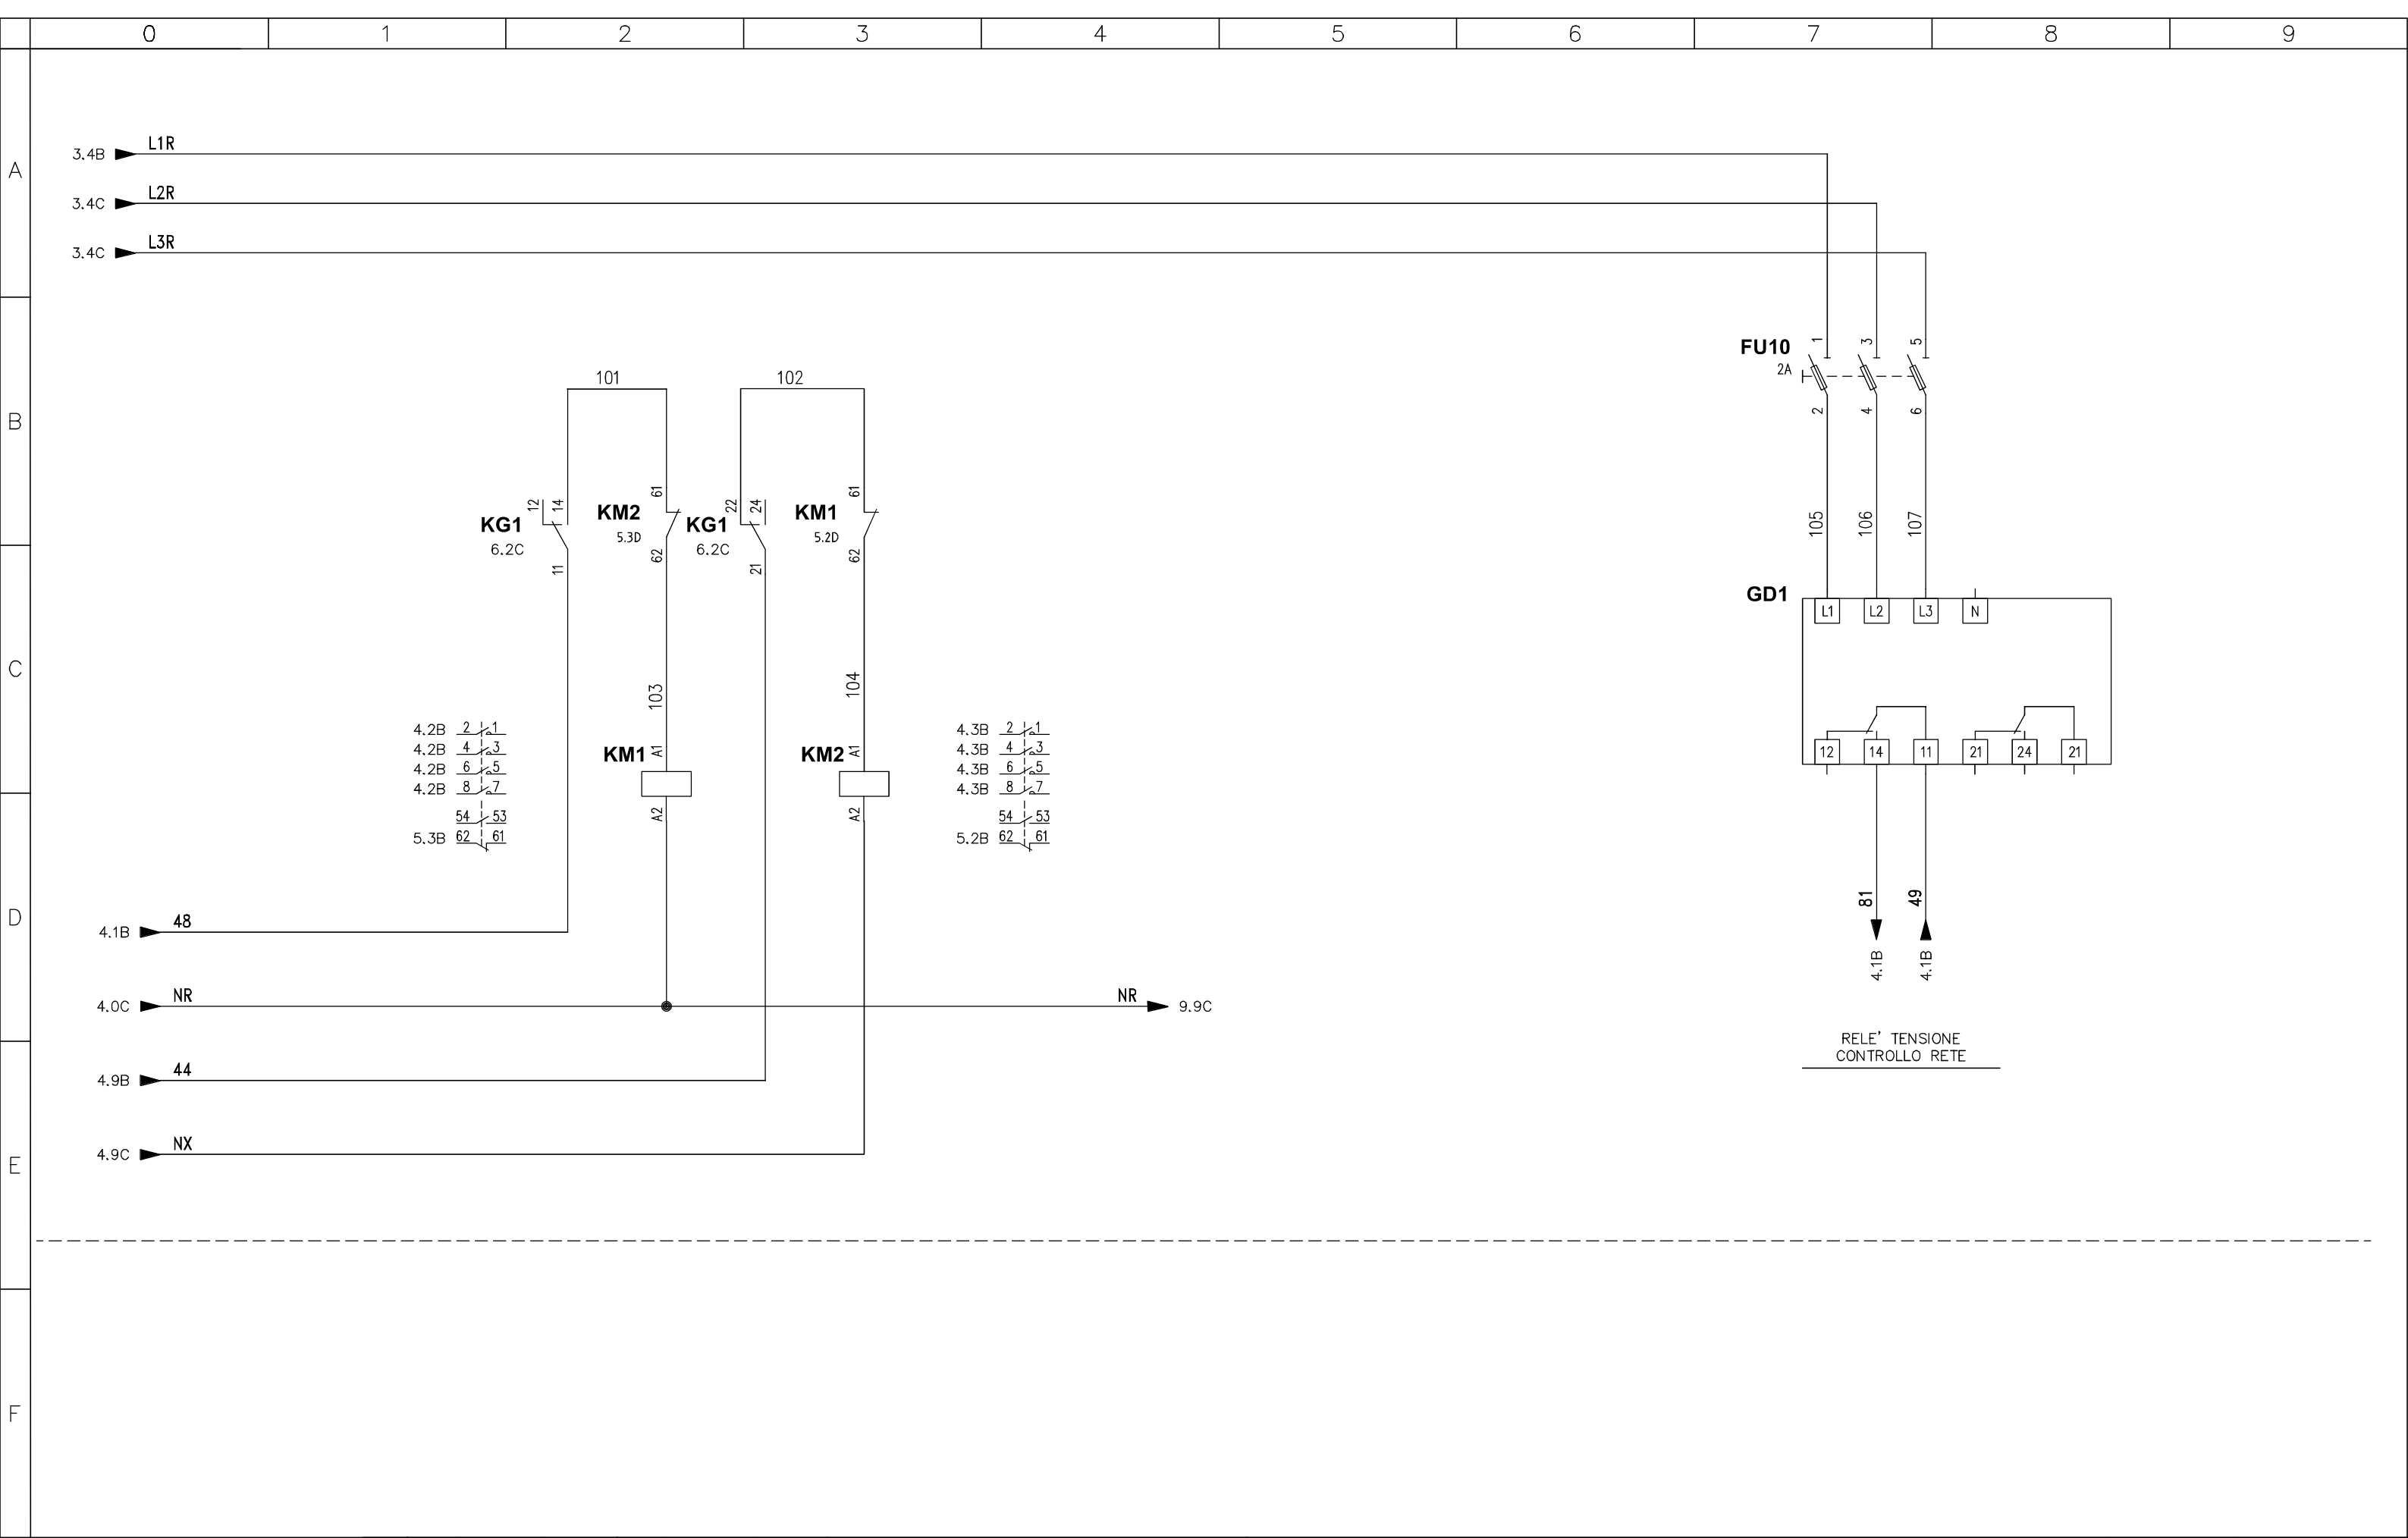 0 1 2 3 4 5 6 7 8 9
A
B
C
D
E
F
3.4B L1R
3.4C L2R
3.4C L3R
FU10
2A
1 3 5
2 4 6
101 102
12 14
KG1
6.2C
11
61
KM2
5.3D
62
22 24
KG1
6.2C
21
61
KM1
5.2D
62
105 106 107
GD1
L1 L2 L3 N
12 14 11 21 24 21
103
104
4.2B 2 1
4.2B 4 3
4.2B 6 5
4.2B 8 7
54 53
5.3B 62 61
KM1 A1
A2
KM2 A1
A2
4.3B 2 1
4.3B 4 3
4.3B 6 5
4.3B 8 7
54 53
5.2B 62 61
81 49
4.1B 4.1B
4.1B 48
4.0C NR NR 9.9C
4.9B 44
4.9C NX
RELE' TENSIONE
CONTROLLO RETE